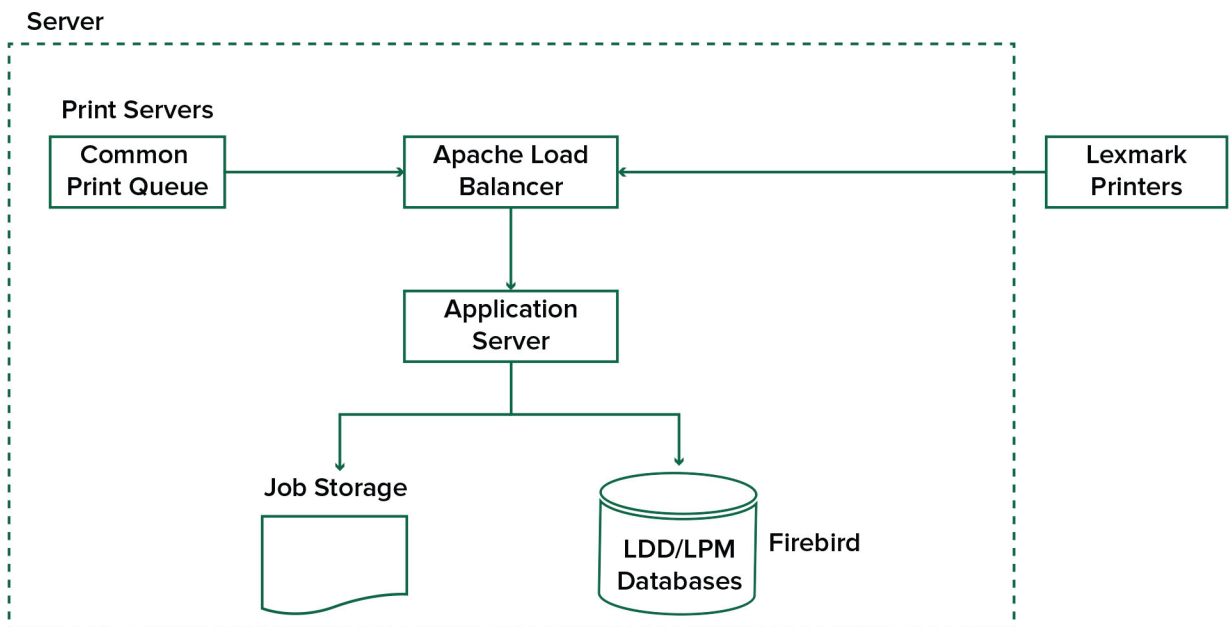 Server
Print Servers
Common
Print Queue
Apache Load
Balancer
Lexmark
Printers
Application
Server
Job Storage
LDD/LPM
Databases
Firebird